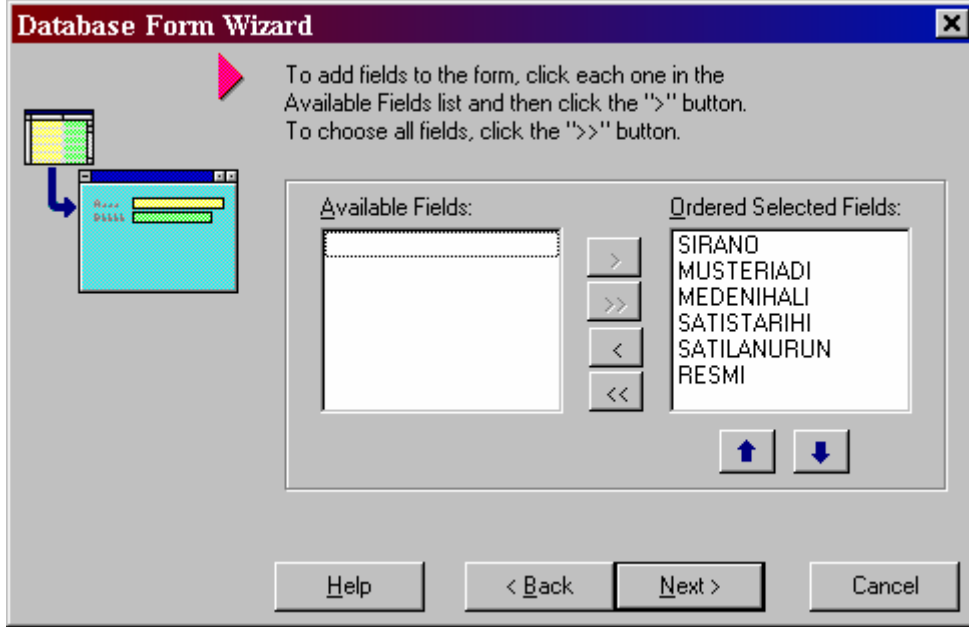 Database Form Wizard
To add fields to the form, click each one in the
Available Fields list and then click the ">" button.
To choose all fields, click the ">>" button.
Available Fields:
Ordered Selected Fields:
>
>>
<
<<
SIRANO
MUSTERIADI
MEDENIHALI
SATISTARIHI
SATILANURUN
RESMI
Help
< Back
Next >
Cancel